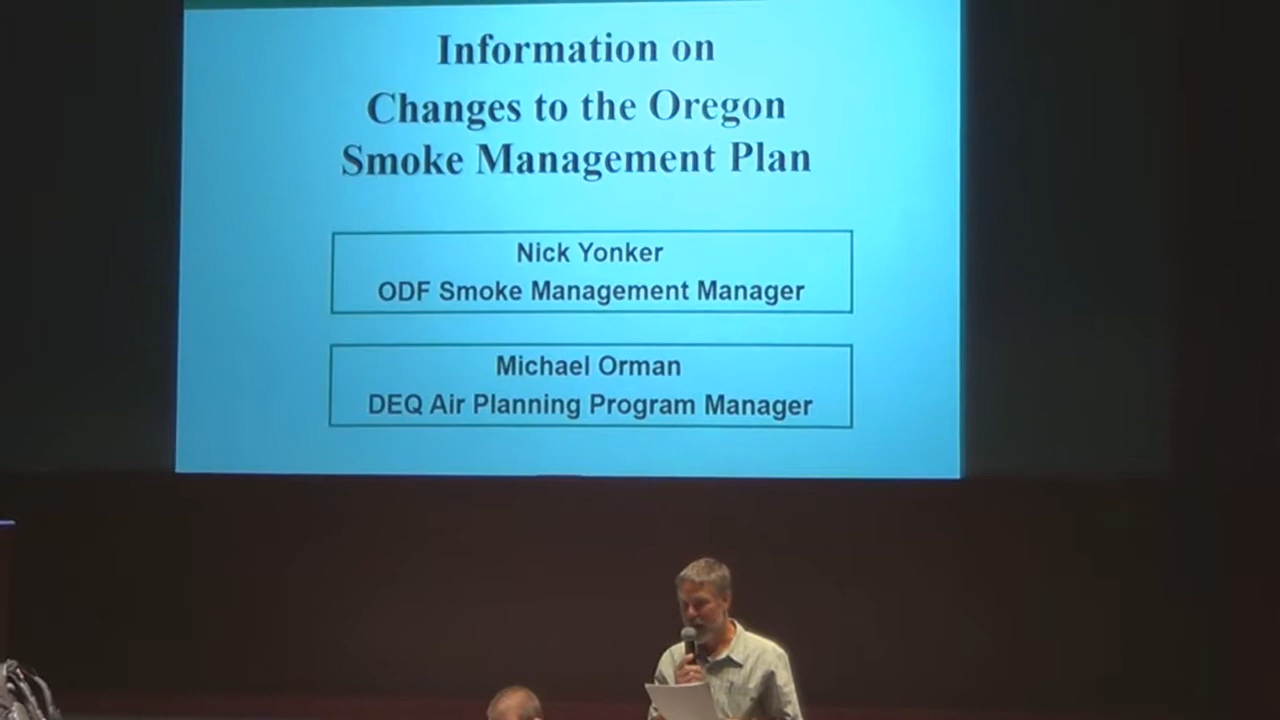 Information on
Changes to the Oregon
Smoke Management Plan
Nick Yonker
ODF Smoke Management Manager
Michael Orman
DEQ Air Planning Program Manager